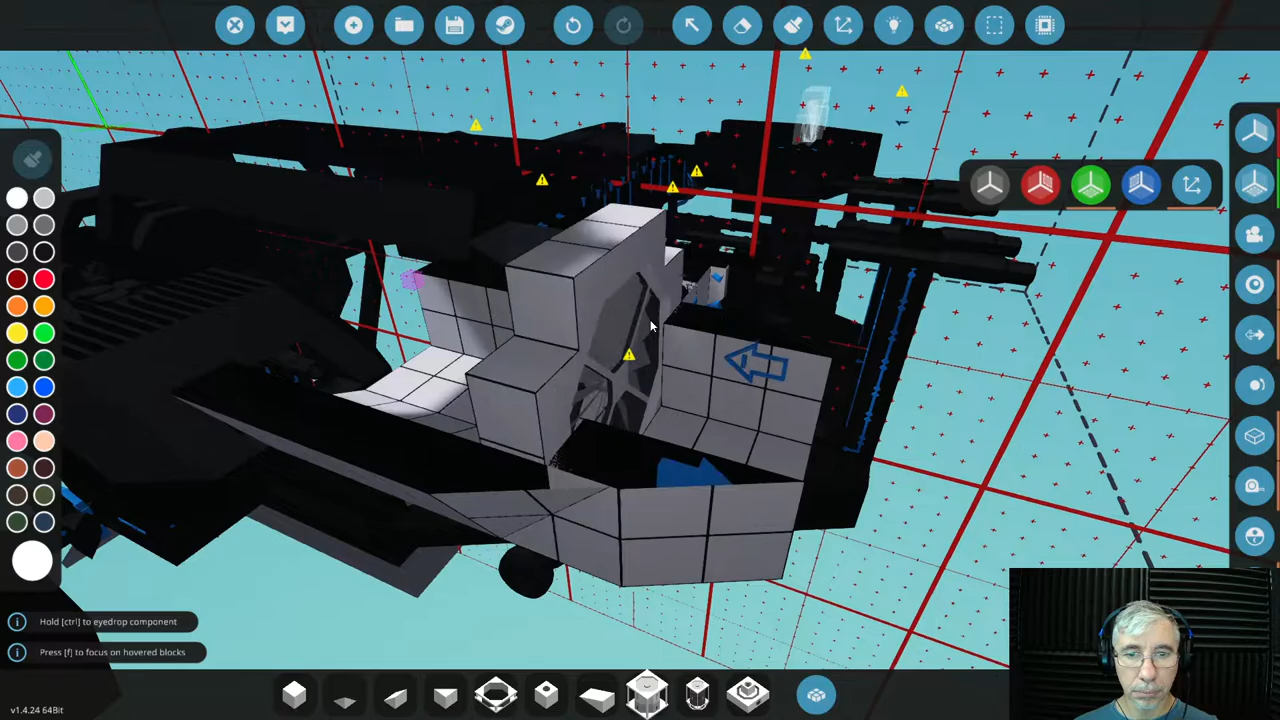 Hold [ctrl] to eyedrop component
Press [f] to focus on hovered blocks
v1.4.24 64Bit